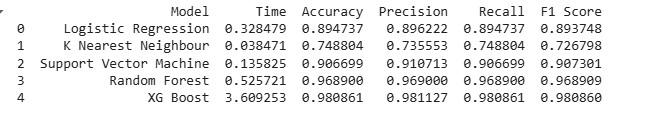 Model Time Accuracy Precision Recall F1 Score
0 Logistic Regression 0.328479 0.894737 0.896222 0.894737 0.893748
1 K Nearest Neighbour 0.038471 0.748804 0.735553 0.748804 0.726798
2 Support Vector Machine 0.135825 0.906699 0.910713 0.906699 0.907301
3 Random Forest 0.525721 0.968900 0.969000 0.968900 0.968909
4 XG Boost 3.609253 0.980861 0.981127 0.980861 0.980860